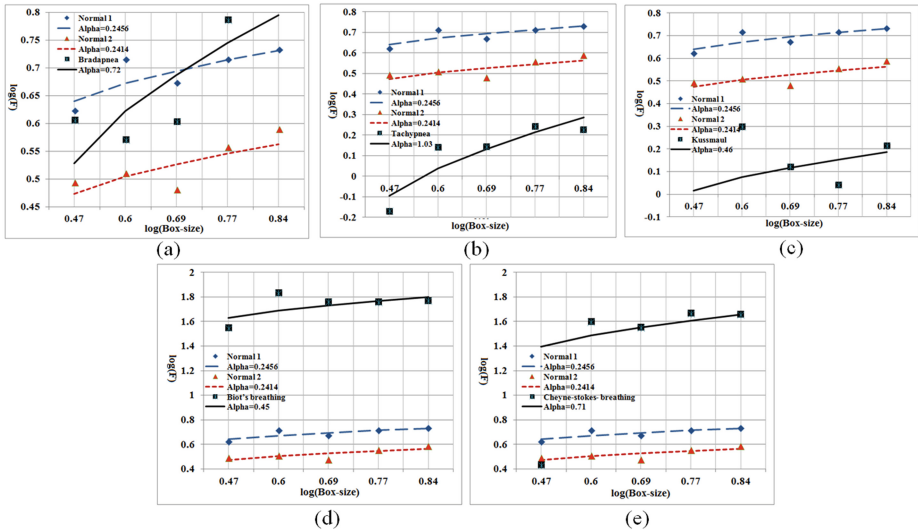 0.8
0.75
0.7
0.65
0.6
0.55
0.5
0.45
log(F)
Normal 1
Alpha=0.2456
Normal 2
Alpha=0.2414
Bradapnea
Alpha=0.72
0.47 0.6 0.69 0.77 0.84
log(Box-size)
(a)
0.8
0.7
0.6
0.5
0.4
0.3
0.2
0.1
0
-0.1
-0.2
log(F)
Normal 1
Alpha=0.2456
Normal 2
Alpha=0.2414
Tachypnea
Alpha=1.03
0.47 0.6 0.69 0.77 0.84
log(Box-size)
(b)
0.7
0.6
0.5
0.4
0.3
0.2
0.1
0
0.1
log(F)
Normal 1
Alpha=0.2456
Normal 2
Alpha=0.2414
Kussmaul
Alpha=0.46
0.47 0.6 0.69 0.77 0.84
log(Box-size)
(c)
2
1.8
1.6
1.4
1.2
1
0.8
0.6
0.4
log(F)
Normal 1
Alpha=0.2456
Normal 2
Alpha=0.2414
Biot's breathing
Alpha=0.45
0.47 0.6 0.69 0.77 0.84
log(Box-size)
(d)
2
1.8
1.6
1.4
1.2
1
0.8
0.6
0.4
log(F)
Normal 1
Alpha=0.2456
Normal 2
Alpha=0.2414
Cheyne-stokes- breathing
Alpha=0.71
0.47 0.6 0.69 0.77 0.84
log(Box-size)
(e)